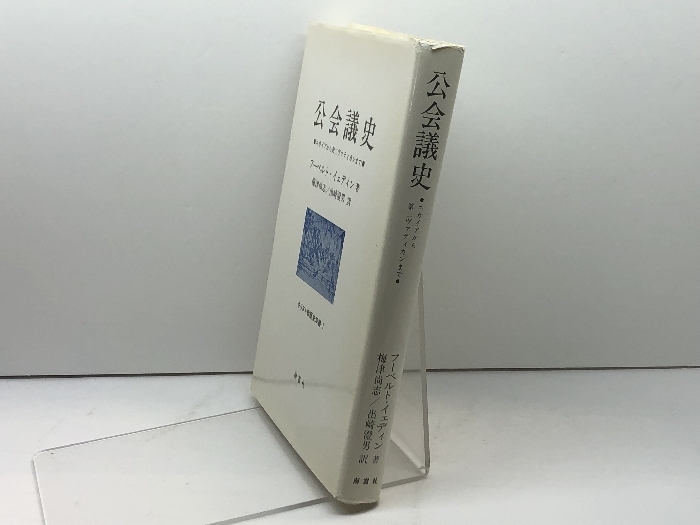 公会議史
●ニカイアから第二ヴァティカンまで●
フーベルト・イェディン著
梅津尚志／出崎澄男 訳
南窓社
公会議史
●ニカイアから
第二ヴァティカンまで●
フーベルト・イェディン 著
梅津尚志／出崎澄男 訳
南窓社